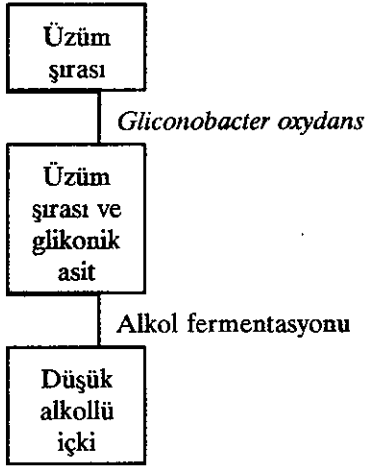 Üzüm
şırası
Gliconobacter oxydans
Üzüm
şırası ve
glikonik
asit
Alkol fermentasyonu
Düşük
alkollü
içki